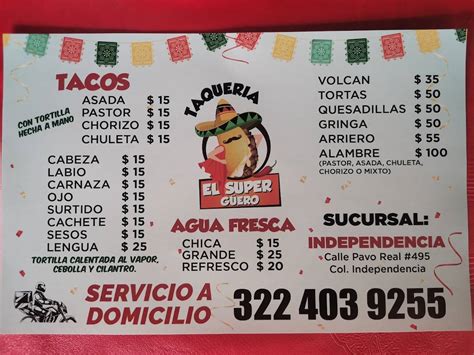 TACOS
CON TORTILLA
HECHA A MANO
ASADA $ 15
PASTOR $ 15
CHORIZO $ 15
CHULETA $ 15
CABEZA $ 15
LABIO $ 15
CARNAZA $ 15
OJO $ 15
SURTIDO $ 15
CACHETE $ 15
SESOS $ 15
LENGUA $ 25
TORTILLA CALENTADA AL VAPOR,
CEBOLLA Y CILANTRO.
TAQUERIA
EL SUPER
GÜERO
AGUA FRESCA
CHICA $ 15
GRANDE $ 25
REFRESCO $ 20
VOLCAN $ 35
TORTAS $ 50
QUESADILLAS $ 50
GRINGA $ 50
ARRIERO $ 55
ALAMBRE $ 100
(PASTOR, ASADA, CHULETA,
CHORIZO O MIXTO)
SUCURSAL:
INDEPENDENCIA
Calle Pavo Real #495
Col. Independencia
SERVICIO A
DOMICILIO
322 403 9255